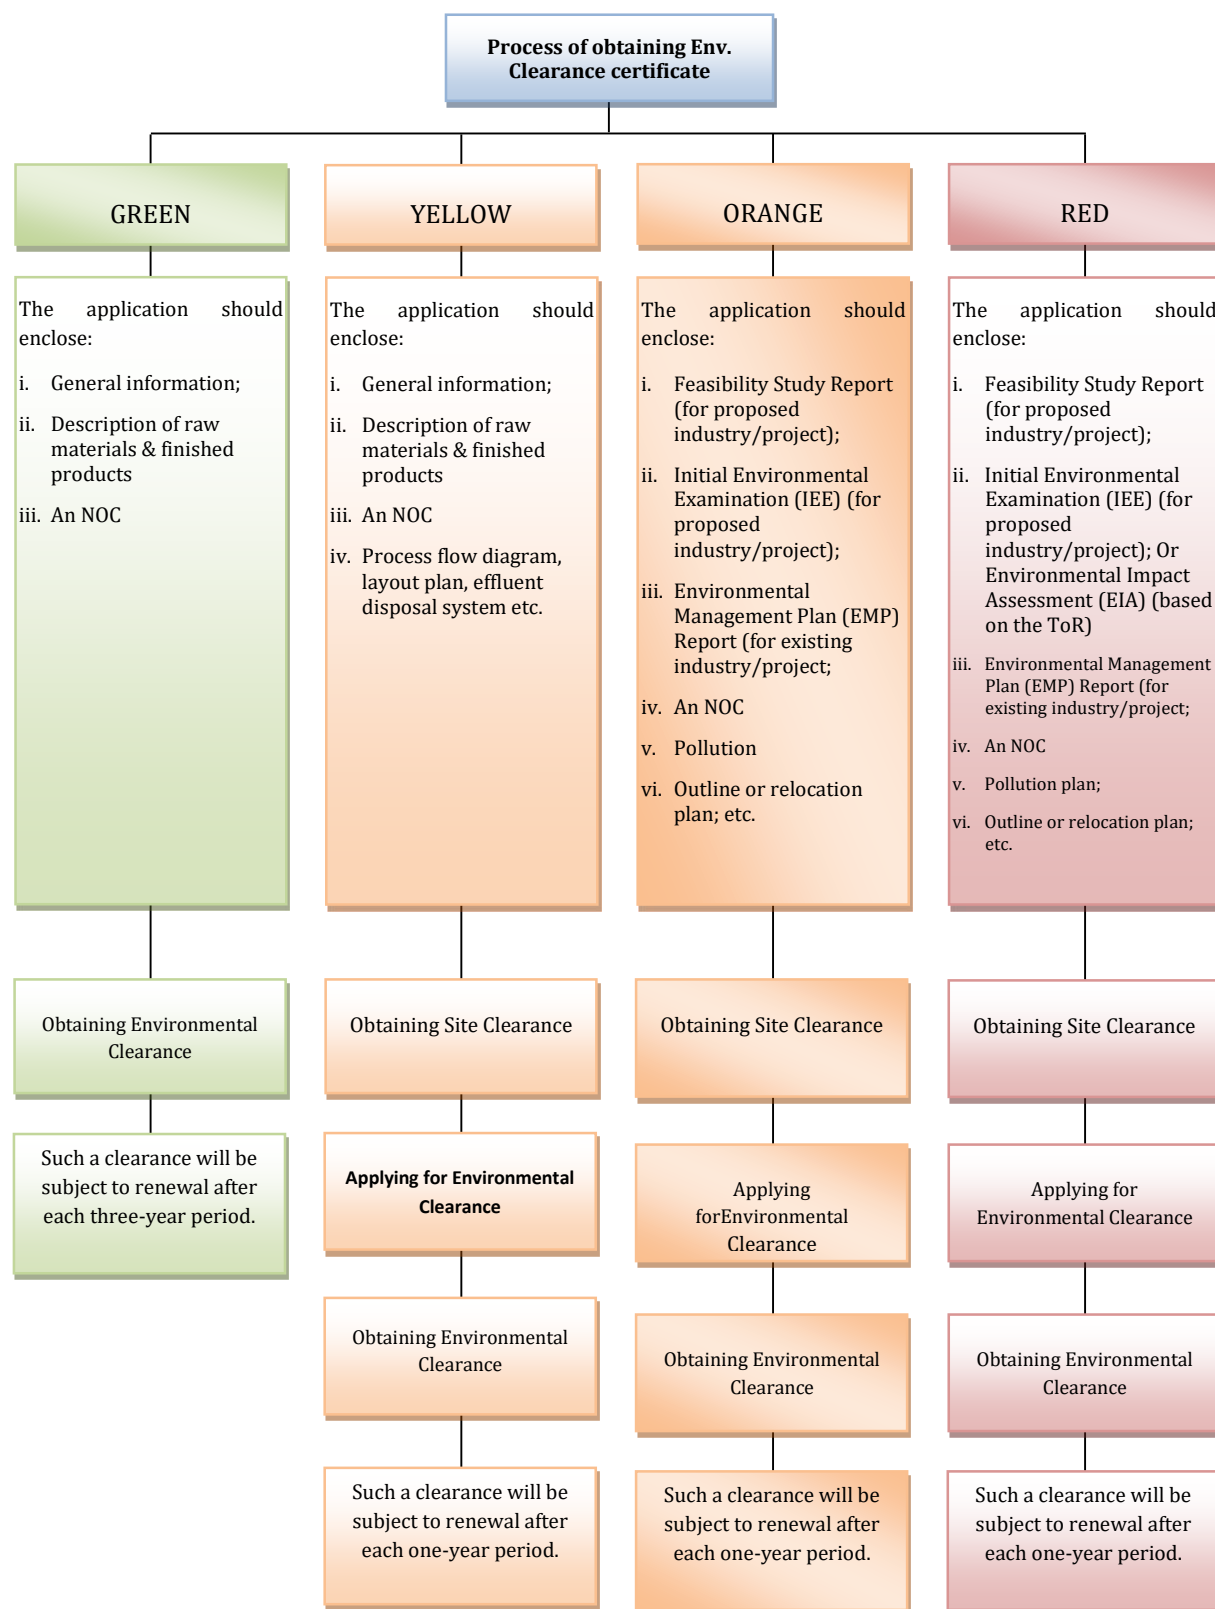 Process of obtaining Env.
Clearance certificate
GREEN
The application should
enclose:
i. General information;
ii. Description of raw
materials & finished
products
iii. An NOC
Obtaining Environmental
Clearance
Such a clearance will be
subject to renewal after
each three-year period.
YELLOW
The application should
enclose:
i. General information;
ii. Description of raw
materials & finished
products
iii. An NOC
iv. Process flow diagram,
layout plan, effluent
disposal system etc.
Obtaining Site Clearance
Applying for Environmental
Clearance
Obtaining Environmental
Clearance
Such a clearance will be
subject to renewal after
each one-year period.
ORANGE
The application should
enclose:
i. Feasibility Study Report
(for proposed
industry/project);
ii. Initial Environmental
Examination (IEE) (for
proposed
industry/project);
iii. Environmental
Management Plan (EMP)
Report (for existing
industry/project;
iv. An NOC
v. Pollution
vi. Outline or relocation
plan; etc.
Obtaining Site Clearance
Applying
forEnvironmental
Clearance
Obtaining Environmental
Clearance
Such a clearance will be
subject to renewal after
each one-year period.
RED
The application should
enclose:
i. Feasibility Study Report
(for proposed
industry/project);
ii. Initial Environmental
Examination (IEE) (for
proposed
industry/project); Or
Environmental Impact
Assessment (EIA) (based
on the ToR)
iii. Environmental Management
Plan (EMP) Report (for
existing industry/project;
iv. An NOC
v. Pollution plan;
vi. Outline or relocation plan;
etc.
Obtaining Site Clearance
Applying for
Environmental Clearance
Obtaining Environmental
Clearance
Such a clearance will be
subject to renewal after
each one-year period.